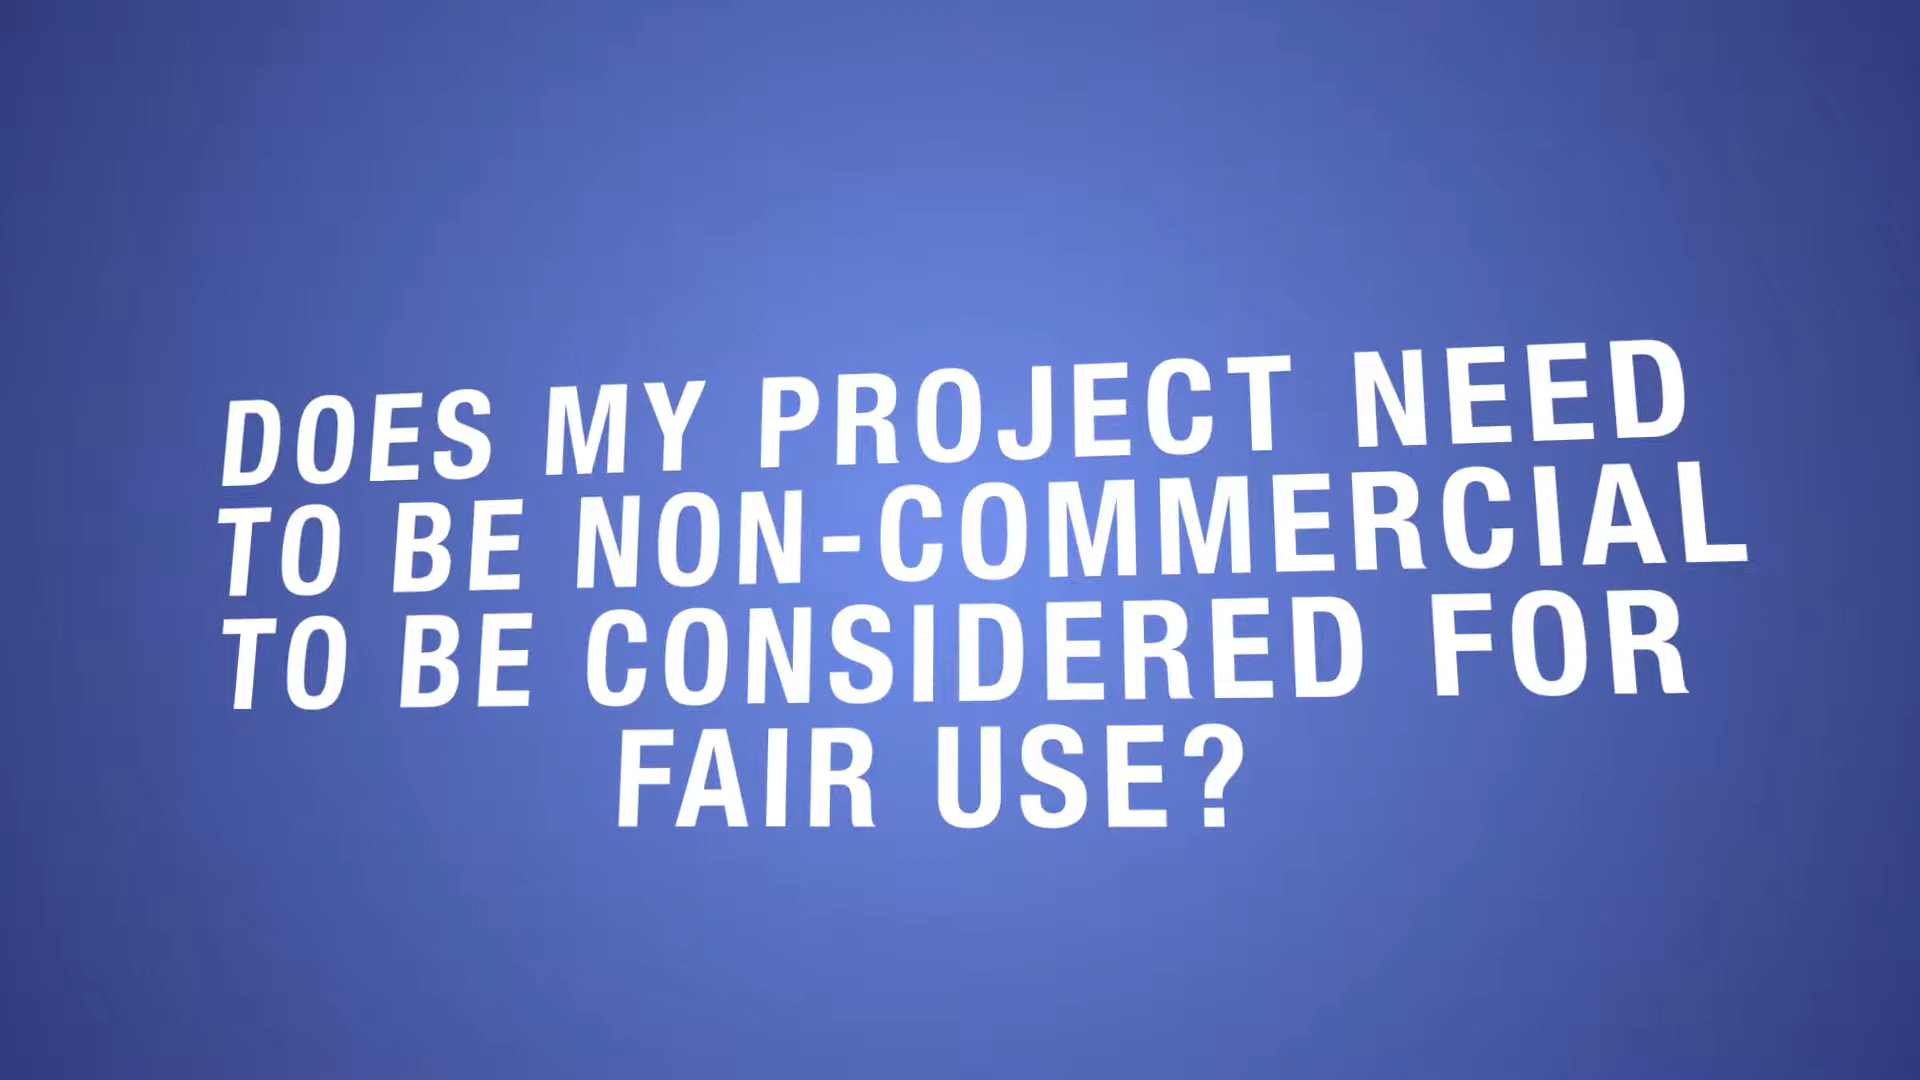 DOES MY PROJECT NEED
TO BE NON-COMMERCIAL
TO BE CONSIDERED FOR
FAIR USE?